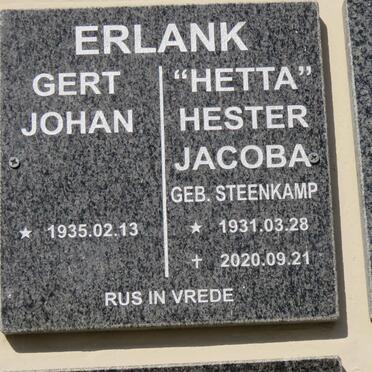 ERLANK
GERT
JOHAN
★ 1935.02.13
"HETTA"
HESTER
JACOBA
GEB. STEENKAMP
★ 1931.03.28
✝ 2020.09.21
RUS IN VREDE